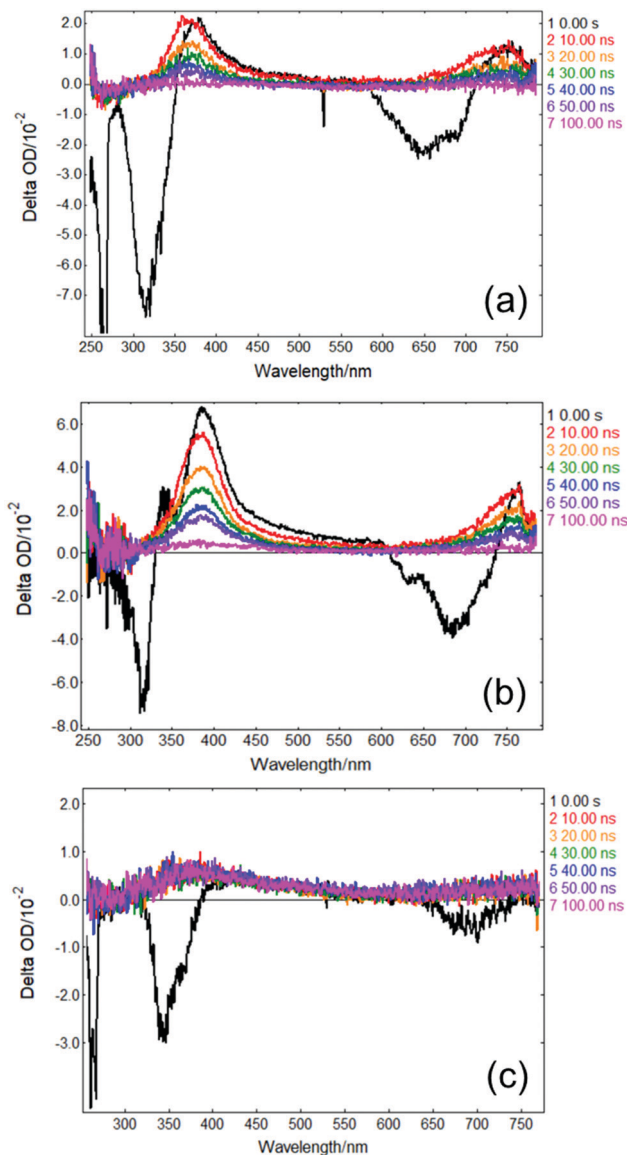 2.0
1.0
0.0
-1.0
-2.0
-3.0
-4.0
-5.0
-6.0
-7.0
Delta OD/10⁻²
250 300 350 400 450 500 550 600 650 700 750
Wavelength/nm
1 0.00 s
2 10.00 ns
3 20.00 ns
4 30.00 ns
5 40.00 ns
6 50.00 ns
7 100.00 ns
(a)
6.0
4.0
2.0
0.0
-2.0
-4.0
-6.0
-8.0
Delta OD/10⁻²
250 300 350 400 450 500 550 600 650 700 750
Wavelength/nm
1 0.00 s
2 10.00 ns
3 20.00 ns
4 30.00 ns
5 40.00 ns
6 50.00 ns
7 100.00 ns
(b)
2.0
1.0
0.0
-1.0
-2.0
-3.0
Delta OD/10⁻²
300 350 400 450 500 550 600 650 700 750
Wavelength/nm
1 0.00 s
2 10.00 ns
3 20.00 ns
4 30.00 ns
5 40.00 ns
6 50.00 ns
7 100.00 ns
(c)